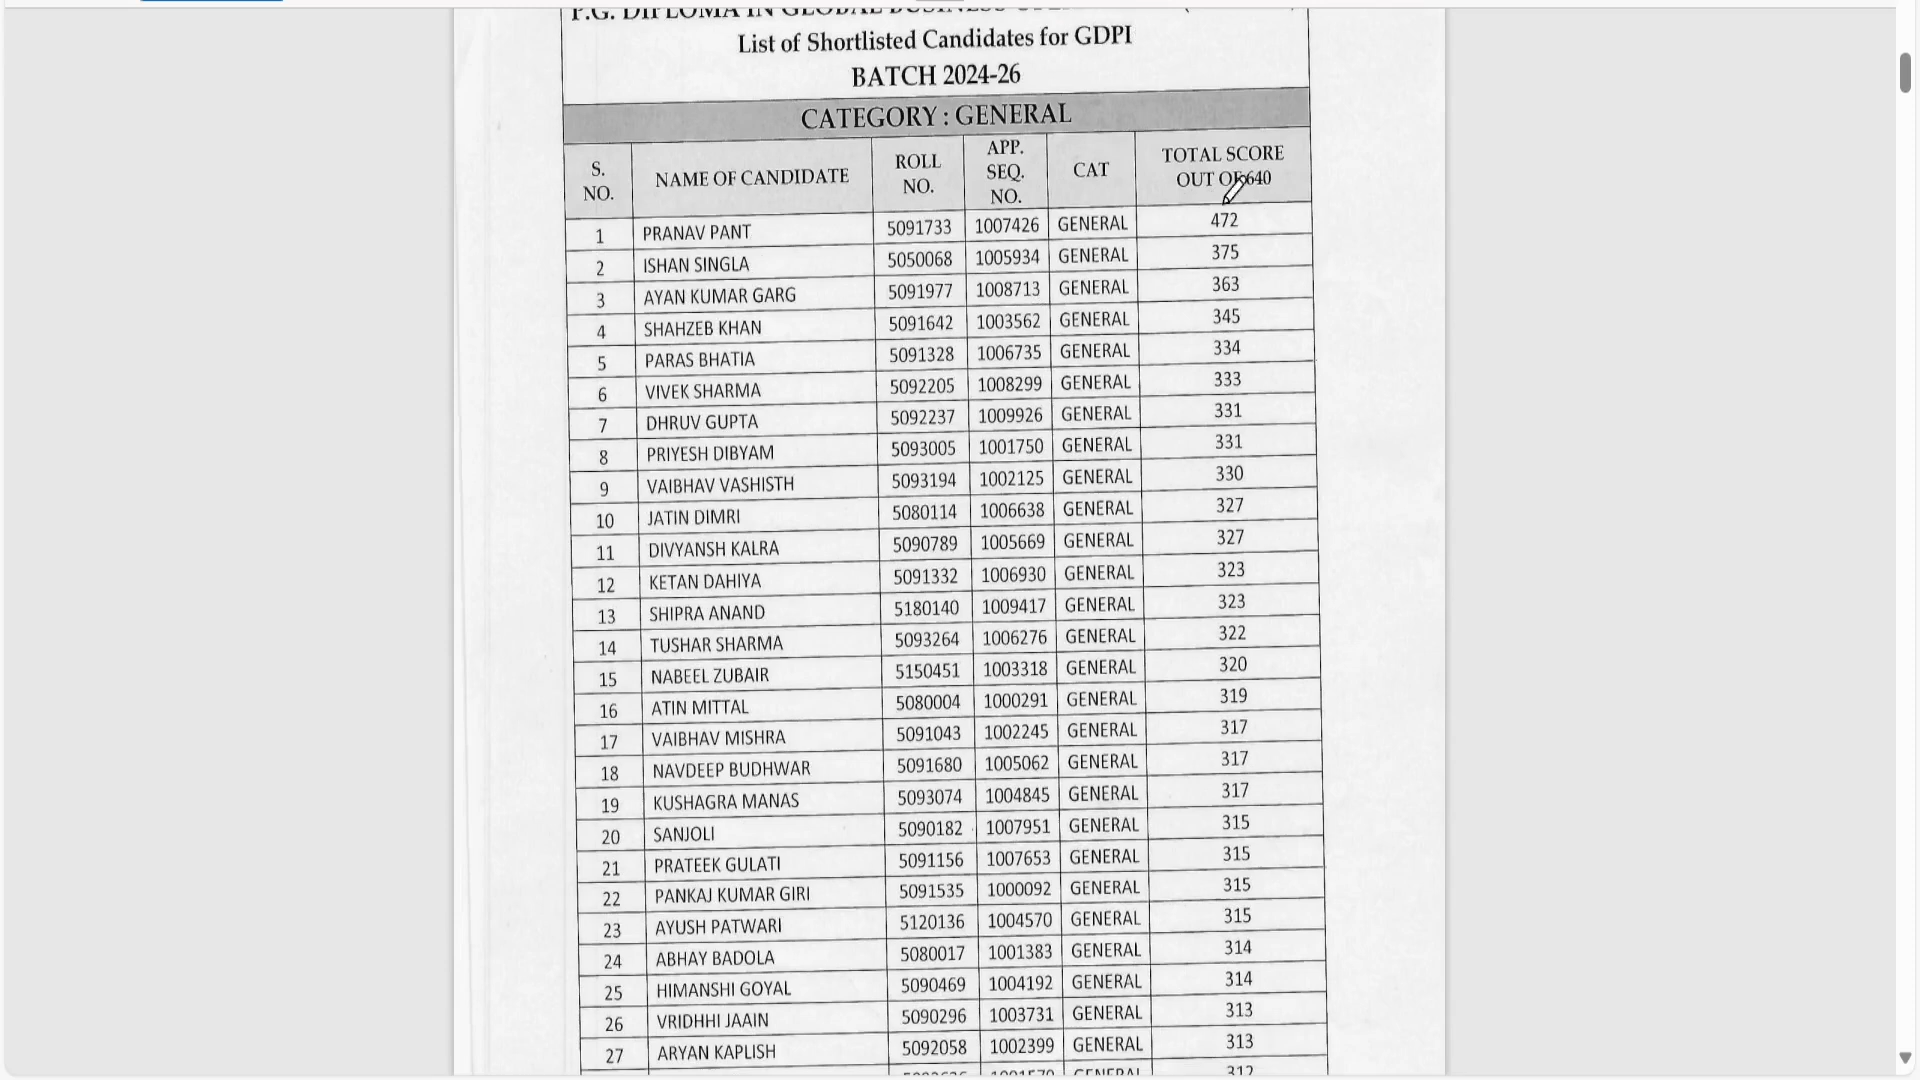 P.G. DIPLOMA IN GLOBAL BUSINESS
List of Shortlisted Candidates for GDPI
BATCH 2024-26
CATEGORY : GENERAL
S. NO. NAME OF CANDIDATE ROLL NO. APP. SEQ. NO. CAT TOTAL SCORE OUT OF 640
1 PRANAV PANT 5091733 1007426 GENERAL 472
2 ISHAN SINGLA 5050068 1005934 GENERAL 375
3 AYAN KUMAR GARG 5091977 1008713 GENERAL 363
4 SHAHZEB KHAN 5091642 1003562 GENERAL 345
5 PARAS BHATIA 5091328 1006735 GENERAL 334
6 VIVEK SHARMA 5092205 1008299 GENERAL 333
7 DHRUV GUPTA 5092237 1009926 GENERAL 331
8 PRIYESH DIBYAM 5093005 1001750 GENERAL 331
9 VAIBHAV VASHISTH 5093194 1002125 GENERAL 330
10 JATIN DIMRI 5080114 1006638 GENERAL 327
11 DIVYANSH KALRA 5090789 1005669 GENERAL 327
12 KETAN DAHIYA 5091332 1006930 GENERAL 323
13 SHIPRA ANAND 5180140 1009417 GENERAL 323
14 TUSHAR SHARMA 5093264 1006276 GENERAL 322
15 NABEEL ZUBAIR 5150451 1003318 GENERAL 320
16 ATIN MITTAL 5080004 1000291 GENERAL 319
17 VAIBHAV MISHRA 5091043 1002245 GENERAL 317
18 NAVDEEP BUDHWAR 5091680 1005062 GENERAL 317
19 KUSHAGRA MANAS 5093074 1004845 GENERAL 317
20 SANJOLI 5090182 1007951 GENERAL 315
21 PRATEEK GULATI 5091156 1007653 GENERAL 315
22 PANKAJ KUMAR GIRI 5091535 1000092 GENERAL 315
23 AYUSH PATWARI 5120136 1004570 GENERAL 315
24 ABHAY BADOLA 5080017 1001383 GENERAL 314
25 HIMANSHI GOYAL 5090469 1004192 GENERAL 314
26 VRIDHHI JAAIN 5090296 1003731 GENERAL 313
27 ARYAN KAPLISH 5092058 1002399 GENERAL 313
GENERAL 312